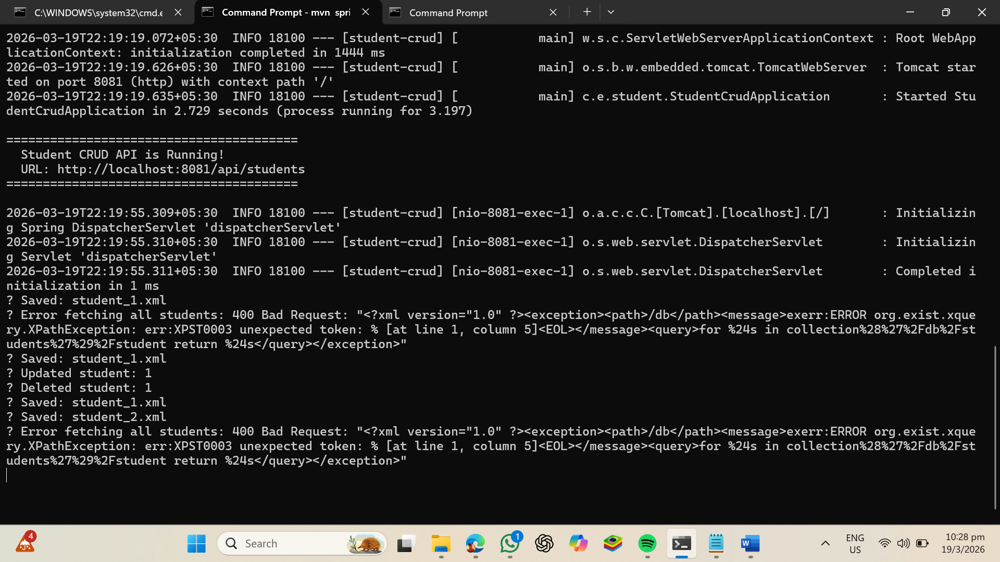 C:\WINDOWS\system32\cmd.e
Command Prompt - mvn  spri
Command Prompt
2026-03-19T22:19:19.072+05:30  INFO 18100 --- [student-crud] [           main] w.s.c.ServletWebServerApplicationContext : Root WebApp
licationContext: initialization completed in 1444 ms
2026-03-19T22:19:19.626+05:30  INFO 18100 --- [student-crud] [           main] o.s.b.w.embedded.tomcat.TomcatWebServer  : Tomcat star
ted on port 8081 (http) with context path '/'
2026-03-19T22:19:19.635+05:30  INFO 18100 --- [student-crud] [           main] c.e.student.StudentCrudApplication       : Started Stu
dentCrudApplication in 2.729 seconds (process running for 3.197)
========================================
  Student CRUD API is Running!
  URL: http://localhost:8081/api/students
========================================
2026-03-19T22:19:55.309+05:30  INFO 18100 --- [student-crud] [nio-8081-exec-1] o.a.c.c.C.[Tomcat].[localhost].[/]       : Initializin
g Spring DispatcherServlet 'dispatcherServlet'
2026-03-19T22:19:55.310+05:30  INFO 18100 --- [student-crud] [nio-8081-exec-1] o.s.web.servlet.DispatcherServlet        : Initializin
g Servlet 'dispatcherServlet'
2026-03-19T22:19:55.311+05:30  INFO 18100 --- [student-crud] [nio-8081-exec-1] o.s.web.servlet.DispatcherServlet        : Completed i
nitialization in 1 ms
? Saved: student_1.xml
? Error fetching all students: 400 Bad Request: "<?xml version="1.0" ?><exception><path>/db</path><message>exerr:ERROR org.exist.xque
ry.XPathException: err:XPST0003 unexpected token: % [at line 1, column 5]<EOL></message><query>for %24s in collection%28%27%2Fdb%2Fst
udents%27%29%2Fstudent return %24s</query></exception>"
? Saved: student_1.xml
? Updated student: 1
? Deleted student: 1
? Saved: student_1.xml
? Saved: student_2.xml
? Error fetching all students: 400 Bad Request: "<?xml version="1.0" ?><exception><path>/db</path><message>exerr:ERROR org.exist.xque
ry.XPathException: err:XPST0003 unexpected token: % [at line 1, column 5]<EOL></message><query>for %24s in collection%28%27%2Fdb%2Fst
udents%27%29%2Fstudent return %24s</query></exception>"
4
Search
1
W
ENG
US
10:28 pm
19/3/2026